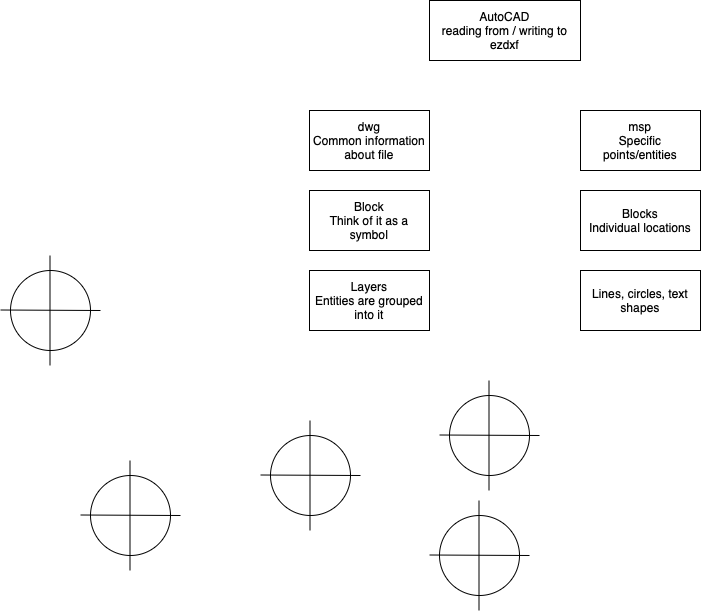 AutoCAD
reading from / writing to
ezdxf
dwg
Common information
about file
msp
Specific
points/entities
Block
Think of it as a
symbol
Blocks
Individual locations
Layers
Entities are grouped
into it
Lines, circles, text
shapes